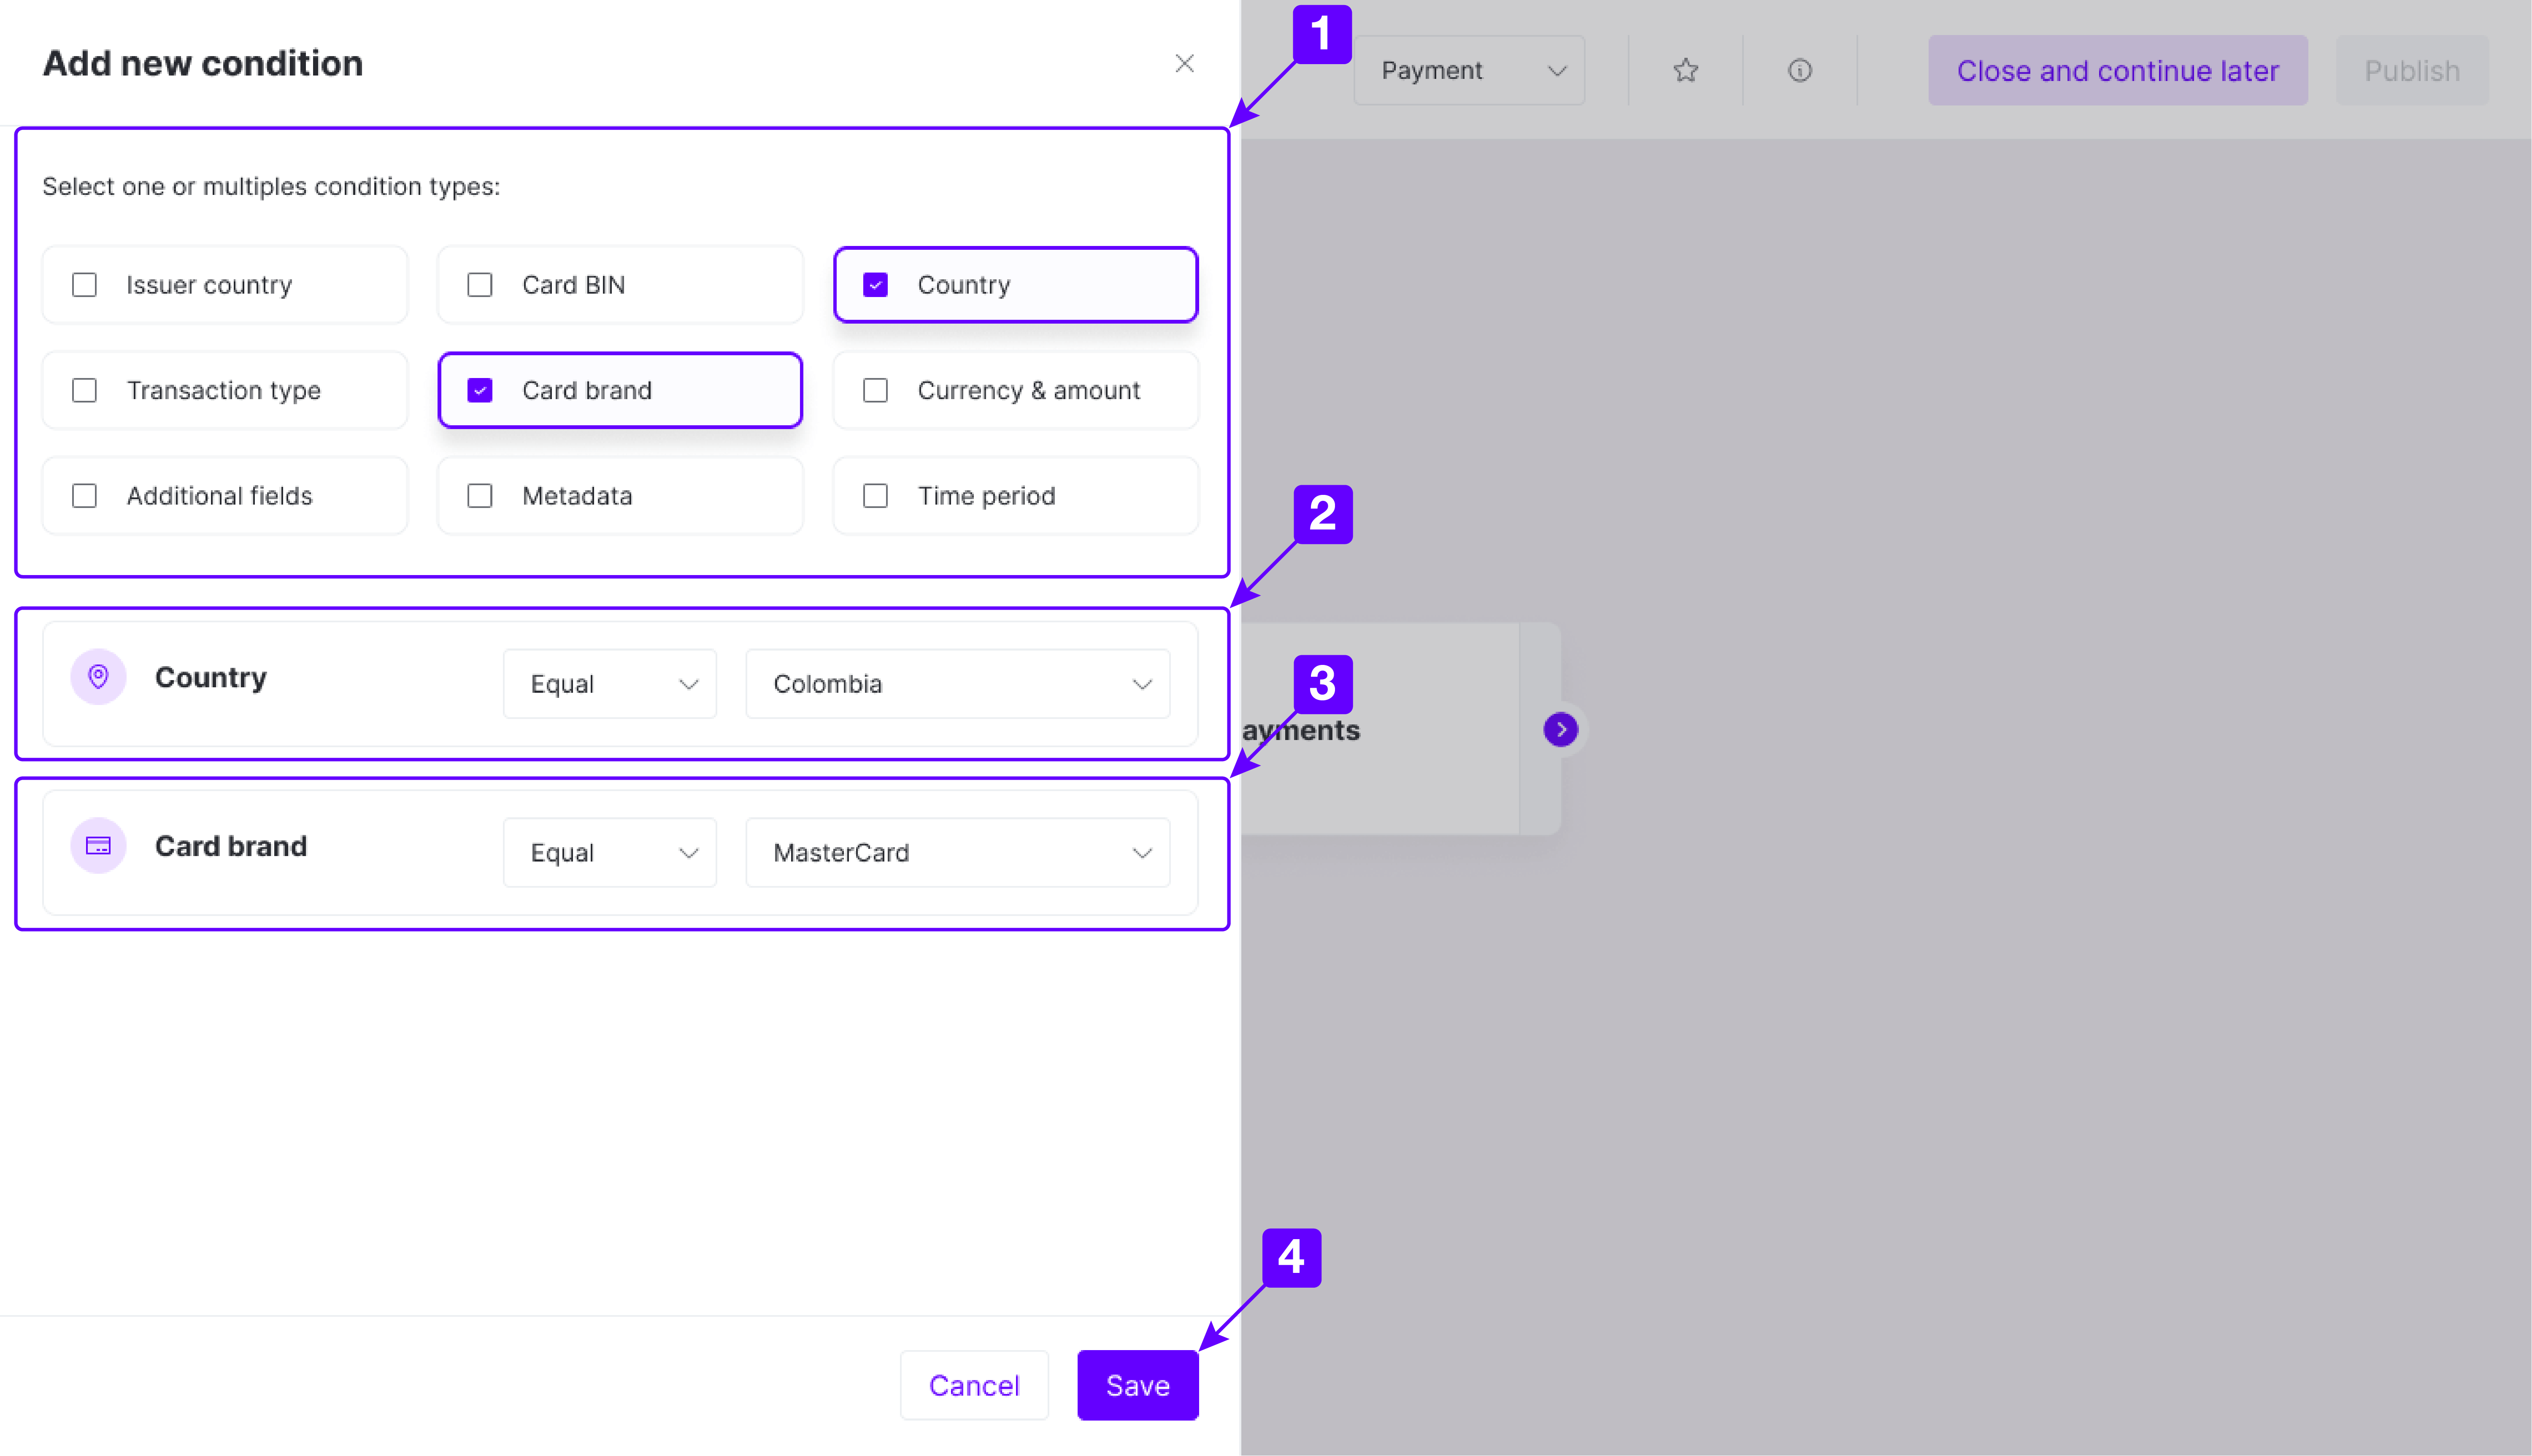 Add new condition
1
Payment
Close and continue later
Publish
Select one or multiples condition types:
Issuer country
Card BIN
Country
Transaction type
Card brand
Currency & amount
Additional fields
Metadata
Time period
2
Country
Equal
Colombia
3
ayments
Card brand
Equal
MasterCard
4
Cancel
Save